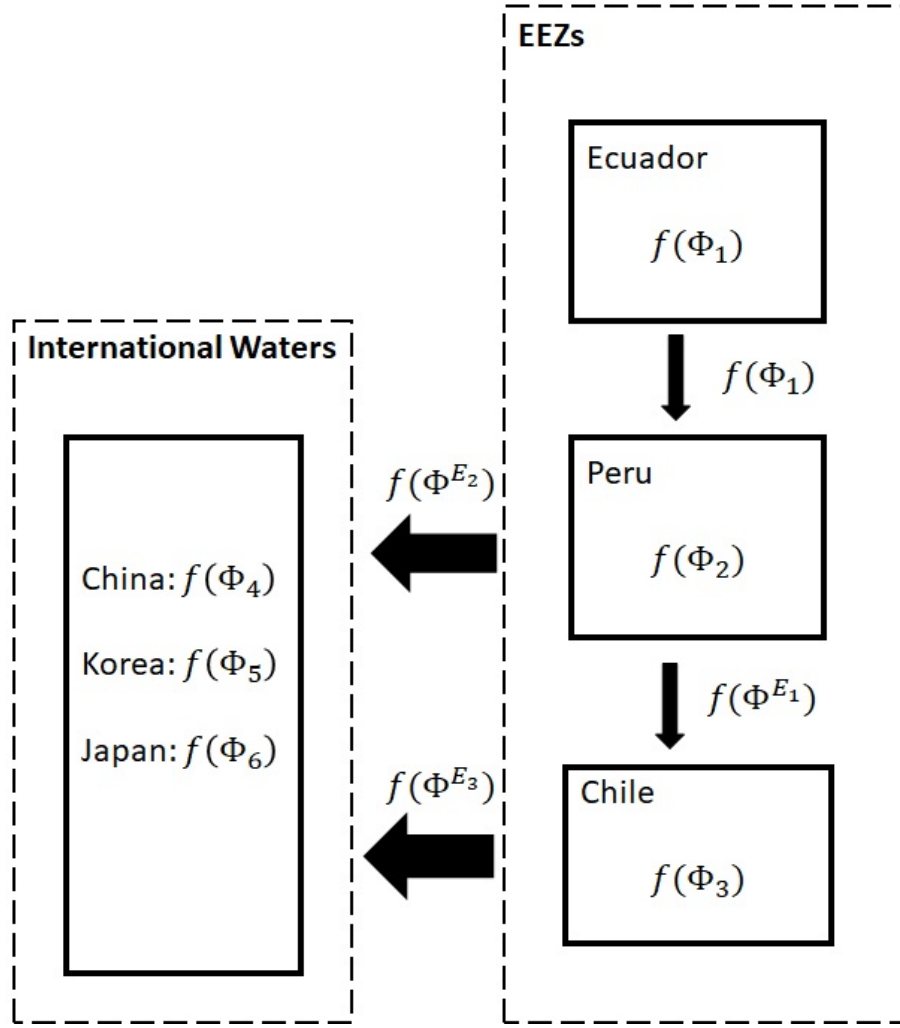 EEZs
Ecuador
f(Φ₁)
f(Φ₁)
International Waters
Peru
f(Φ₂)
f(Φ^E₂)
China: f(Φ₄)
Korea: f(Φ₅)
Japan: f(Φ₆)
f(Φ^E₁)
f(Φ^E₃)
Chile
f(Φ₃)